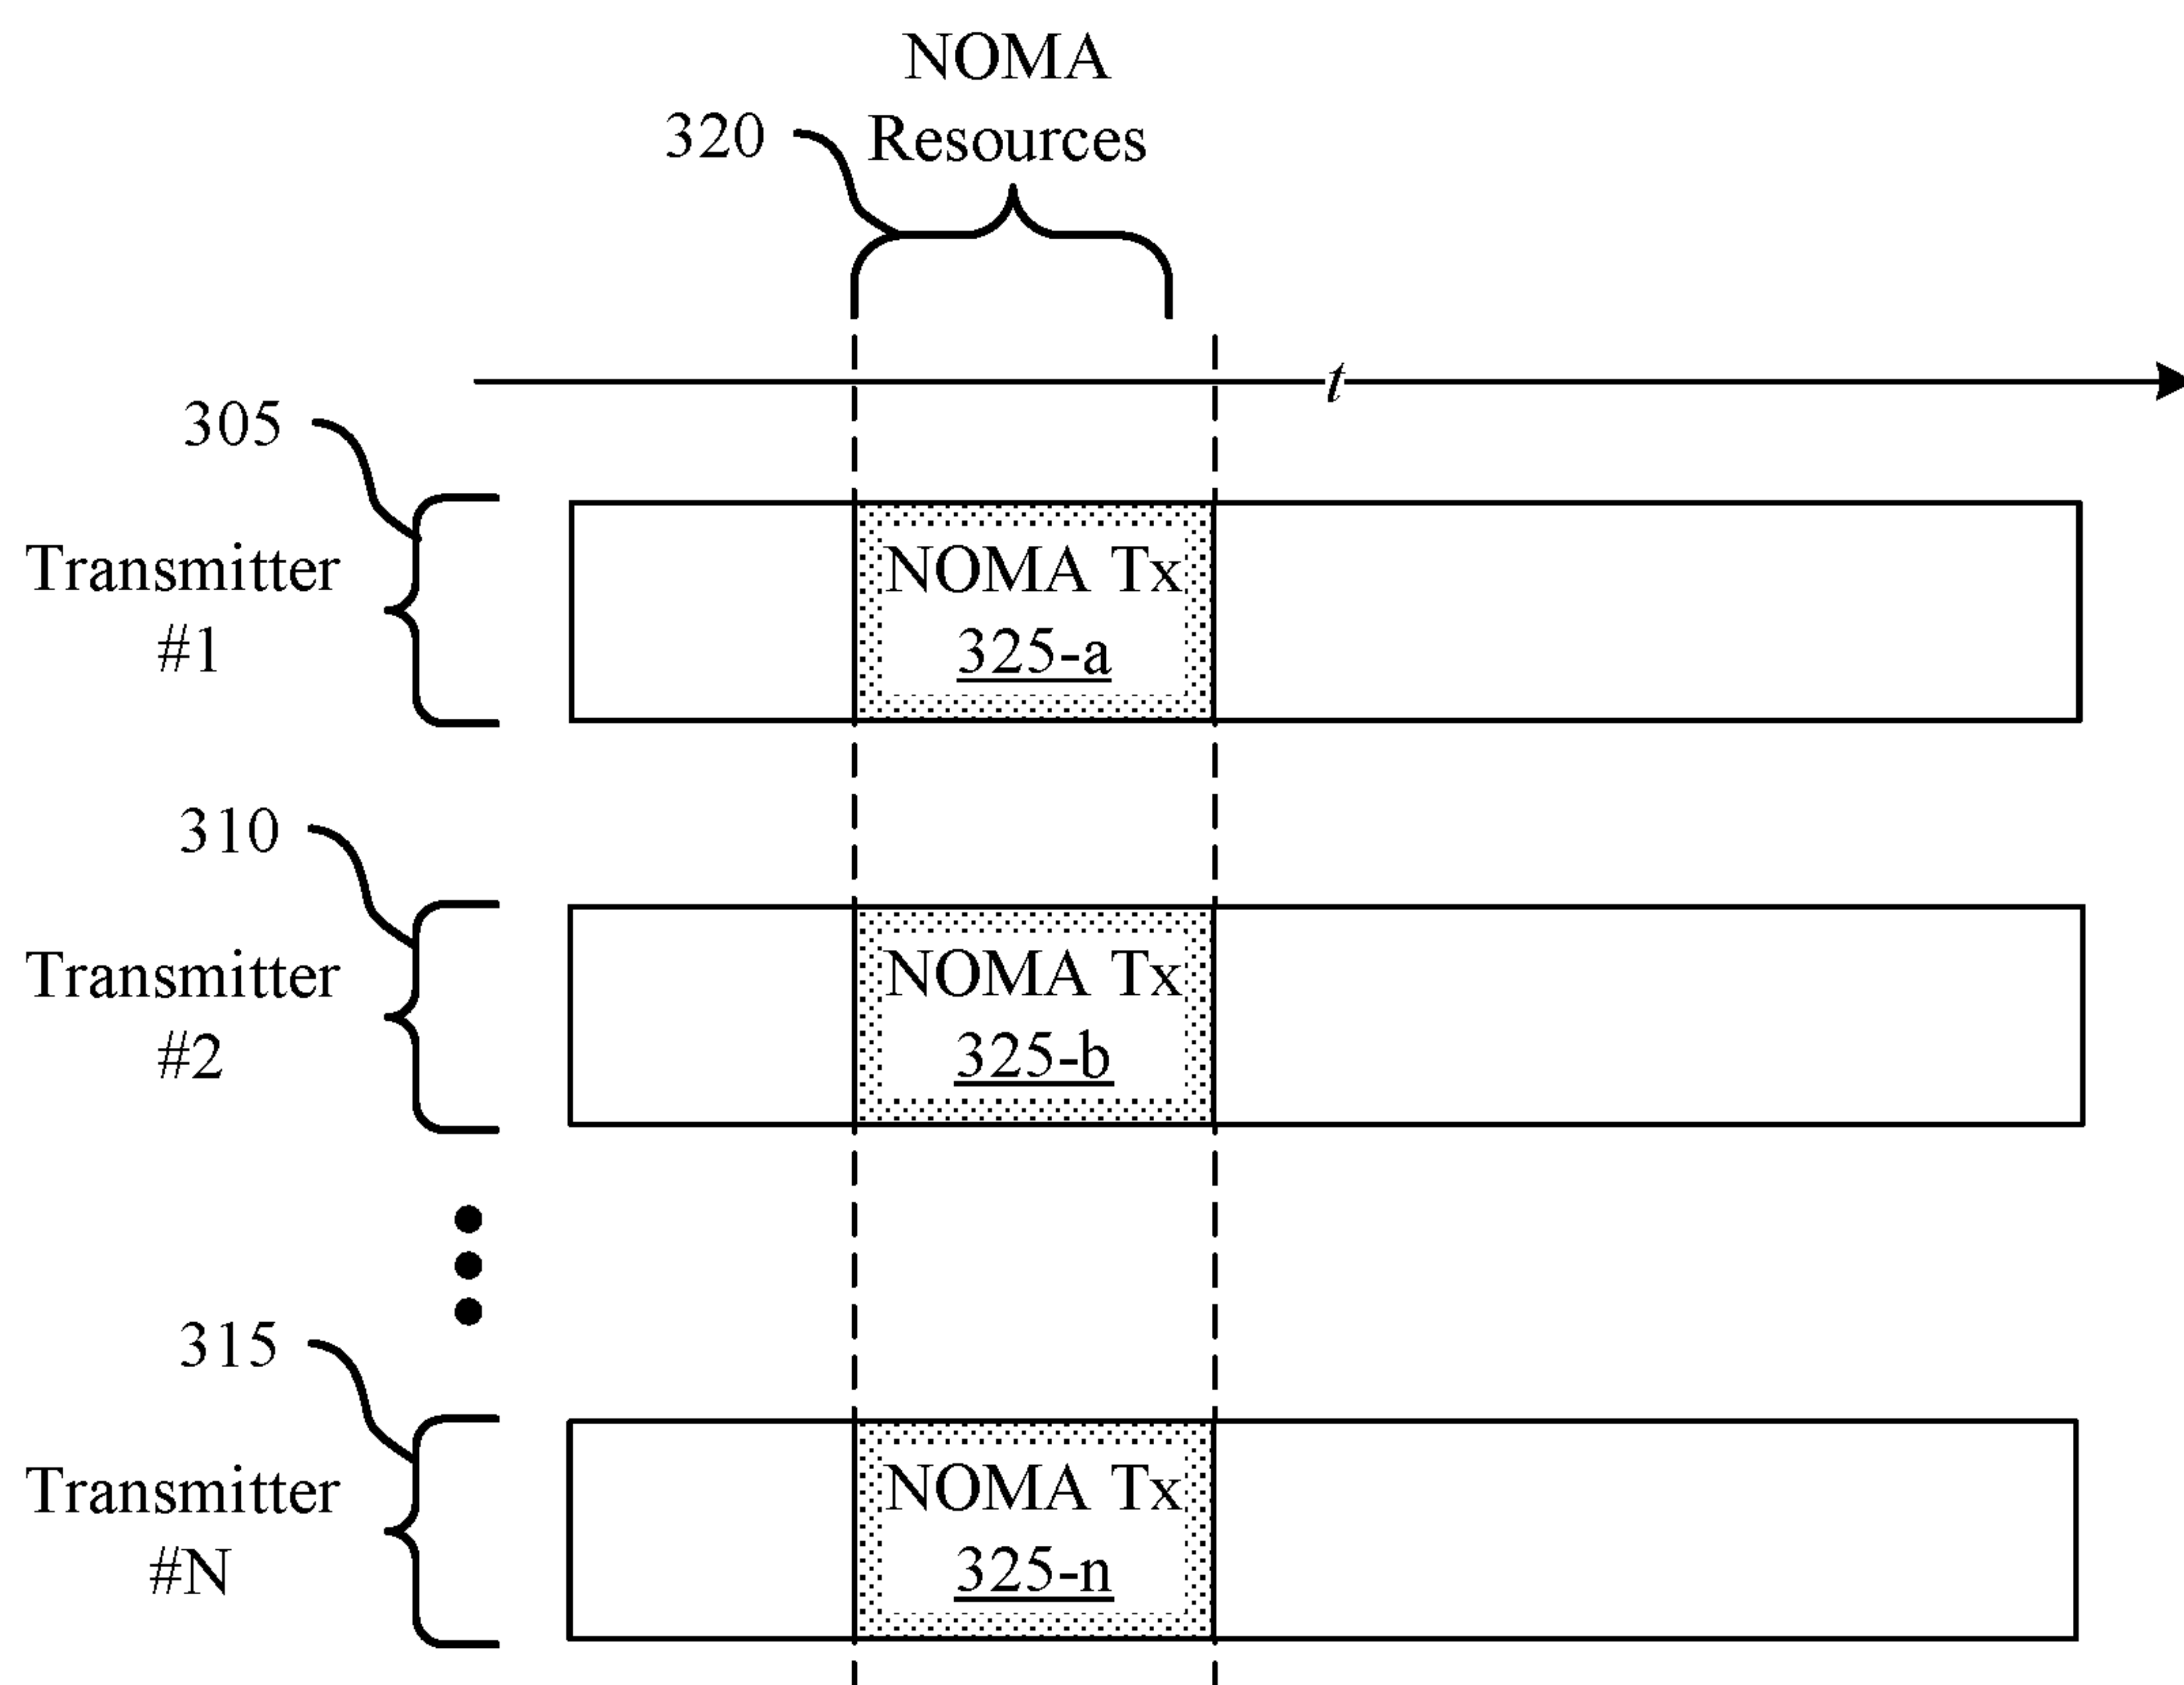 NOMA
Resources
320
t
305
Transmitter
#1
NOMA Tx
325-a
310
Transmitter
#2
NOMA Tx
325-b
315
Transmitter
#N
NOMA Tx
325-n